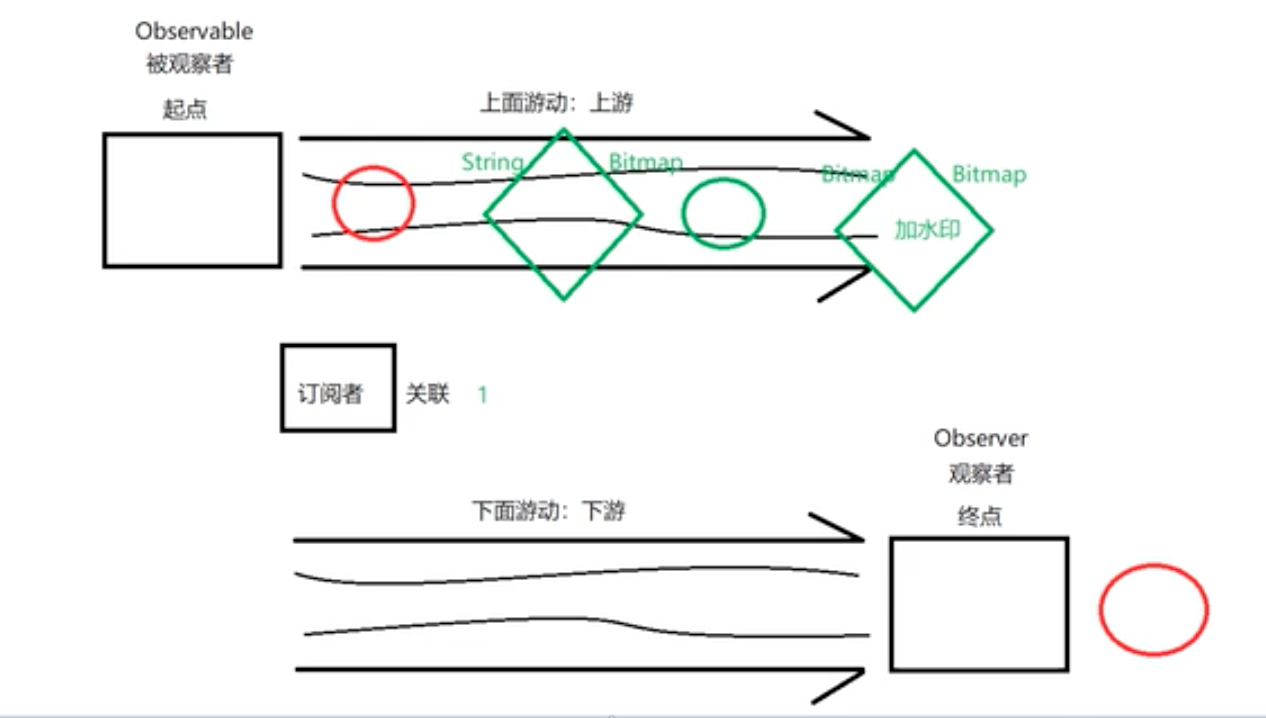 Observable
被观察者
起点
上面游动：上游
String
Bitmap
Bitmap
Bitmap
加水印
订阅者
关联
1
Observer
观察者
终点
下面游动：下游